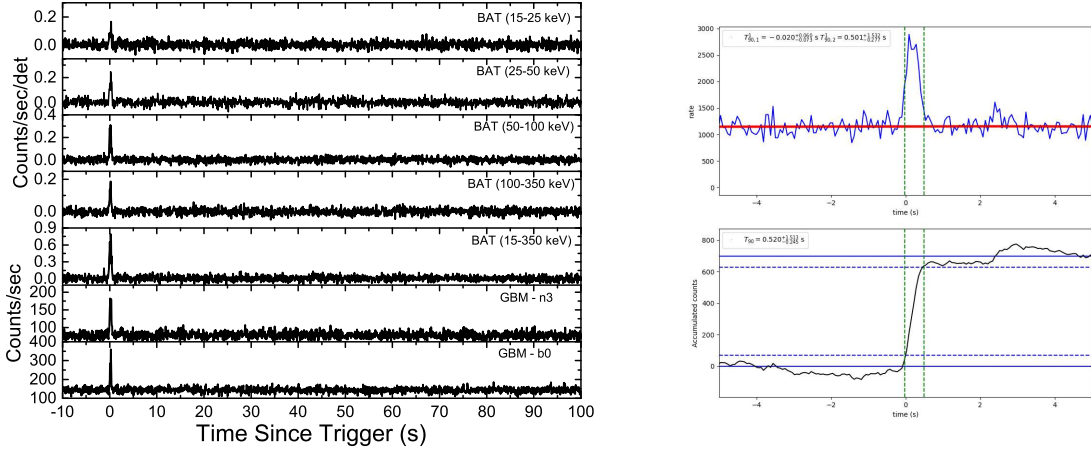 BAT (15-25 keV)
0.2
0.0
BAT (25-50 keV)
0.2
0.0
0.4
BAT (50-100 keV)
0.2
0.0
BAT (100-350 keV)
0.2
0.0
0.9
BAT (15-350 keV)
0.6
0.3
0.0
GBM - n3
200
150
100
400
GBM - b0
300
200
100
Counts/sec/det
Counts/sec
-10 0 10 20 30 40 50 60 70 80 90 100
Time Since Trigger (s)
3000
2500
2000
1500
1000
500
0
rate
−4 −2 0 2 4
time (s)
800
600
400
200
0
Accumulated counts
T90 = 0.520 +1.511 −0.245 s
−4 −2 0 2 4
time (s)